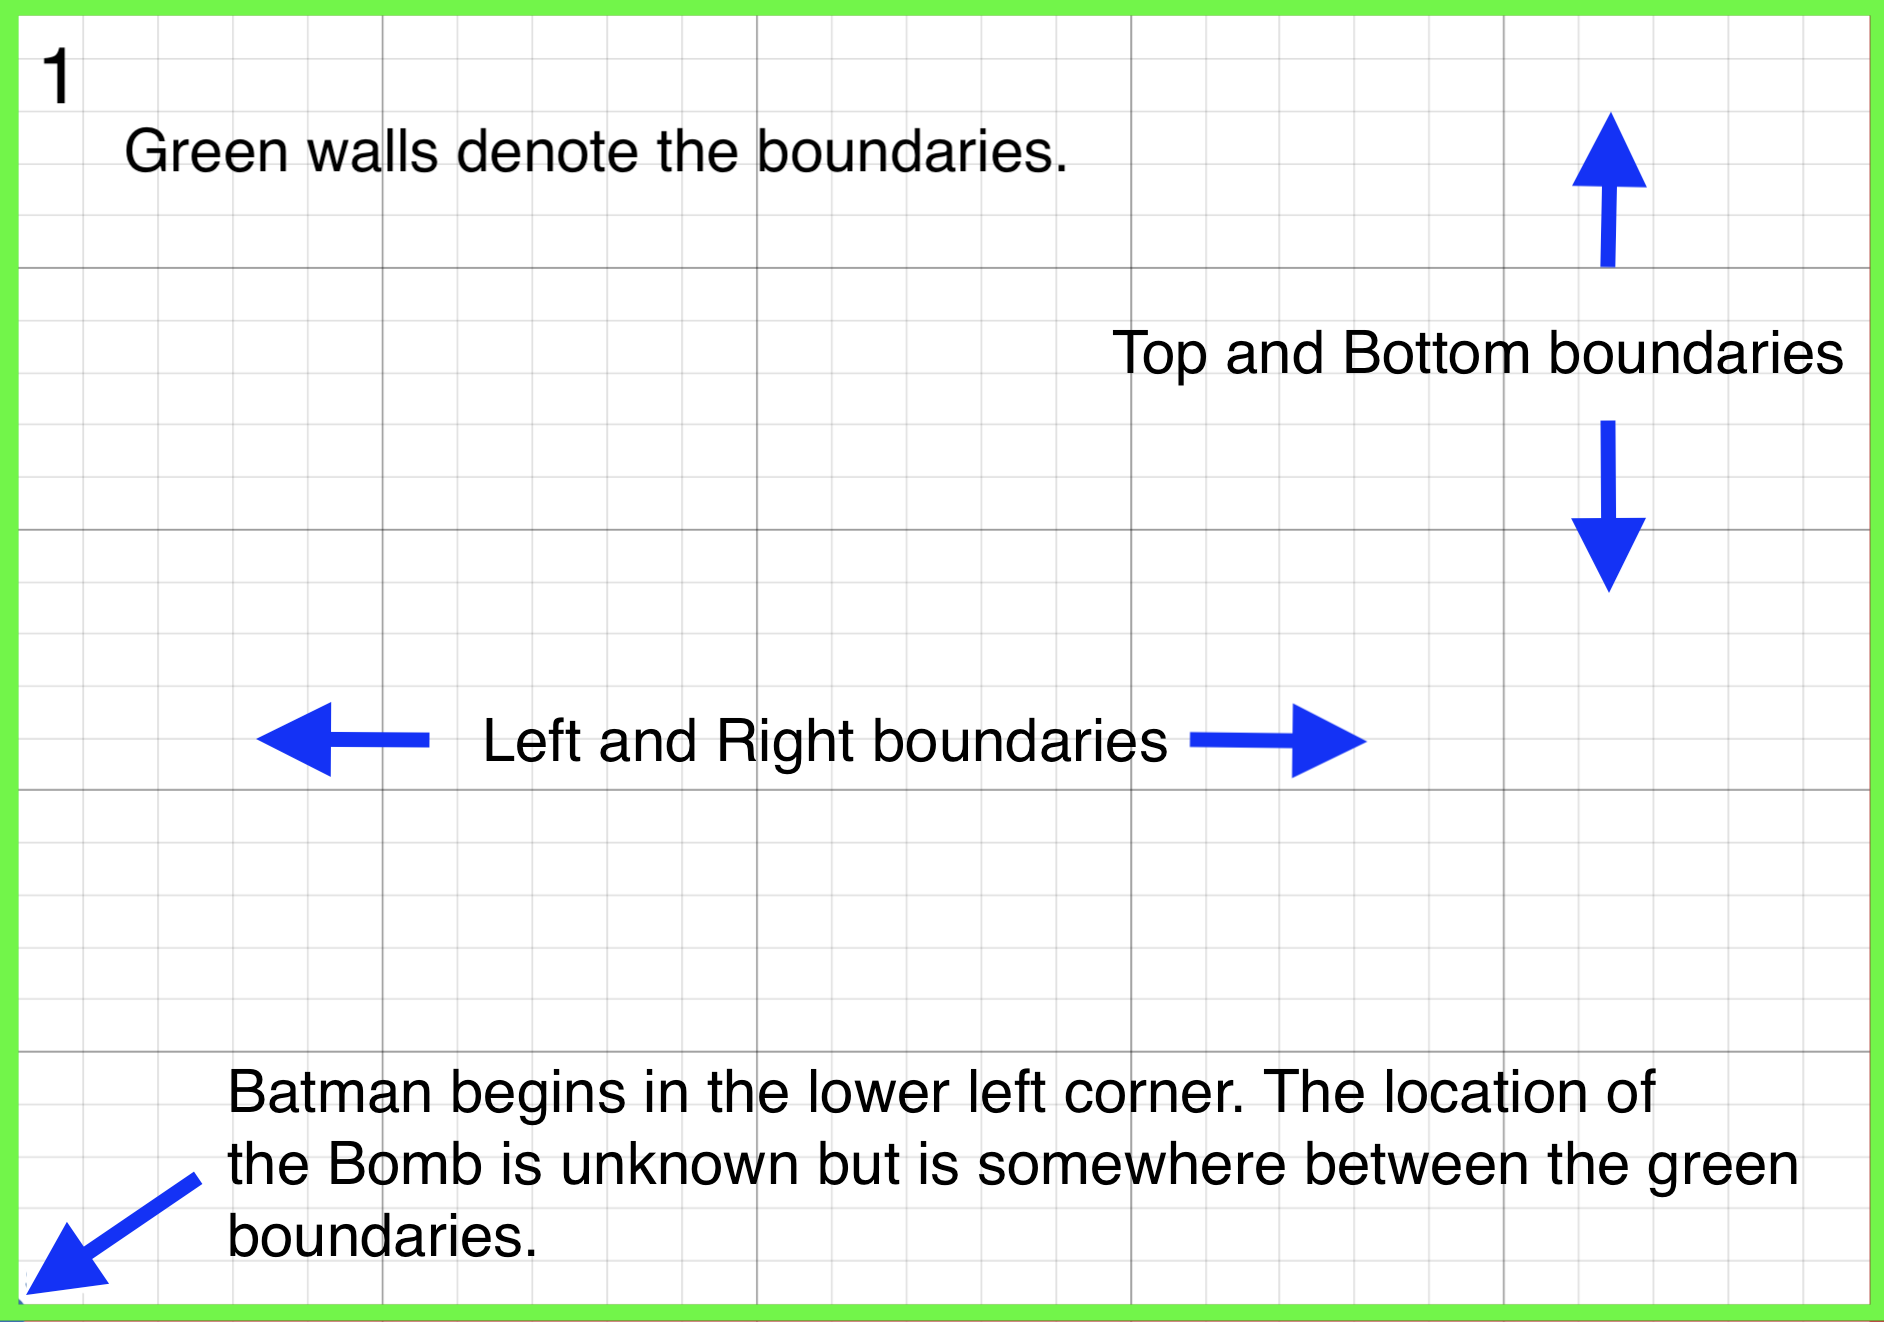 1
Green walls denote the boundaries.
Top and Bottom boundaries
Left and Right boundaries
Batman begins in the lower left corner. The location of
the Bomb is unknown but is somewhere between the green
boundaries.